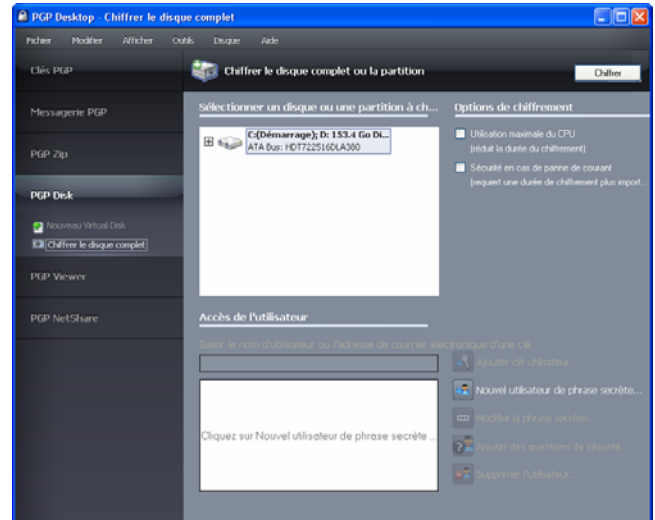 PGP Desktop - Chiffrer le disque complet
Fichier Modifier Afficher Outils Disque Aide
Clés PGP
Messagerie PGP
PGP Zip
PGP Disk
Nouveau Virtual Disk
Chiffrer le disque complet
PGP Viewer
PGP NetShare
Chiffrer le disque complet ou la partition
Chiffrer
Sélectionner un disque ou une partition à ch...
C:(Démarrage); D: 153.4 Go Di...
ATA Bus: HDT722516DLA380
Options de chiffrement
Utilisation maximale du CPU
(réduit la durée du chiffrement)
Sécurité en cas de panne de courant
(requiert une durée de chiffrement plus import...
Accès de l'utilisateur
Saisir le nom d'utilisateur ou l'adresse de courrier électronique d'une clé
Cliquez sur Nouvel utilisateur de phrase secrète ...
Ajouter clé utilisateur...
Nouvel utilisateur de phrase secrète...
Modifier la phrase secrète...
Ajouter des questions de sécurité...
Supprimer l'utilisateur...